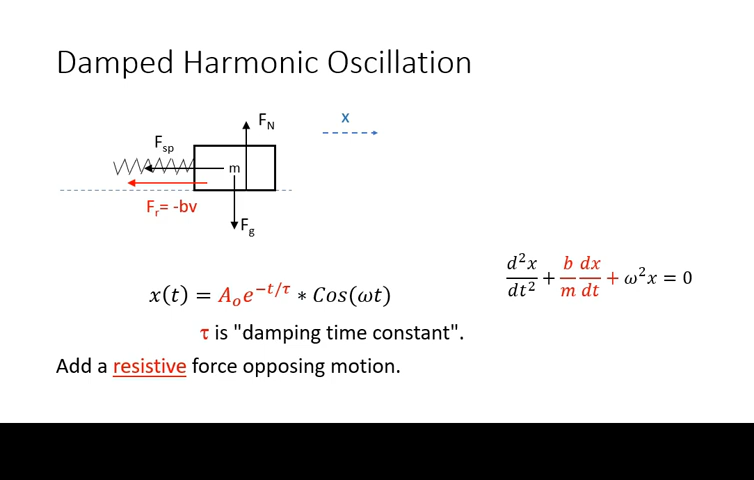 Damped Harmonic Oscillation
F_N
x
F_sp
m
F_r= -bv
F_g
d²x/dt² + b/m dx/dt + ω²x = 0
x(t) = A_o e^{-t/τ} * Cos(ωt)
τ is "damping time constant".
Add a resistive force opposing motion.